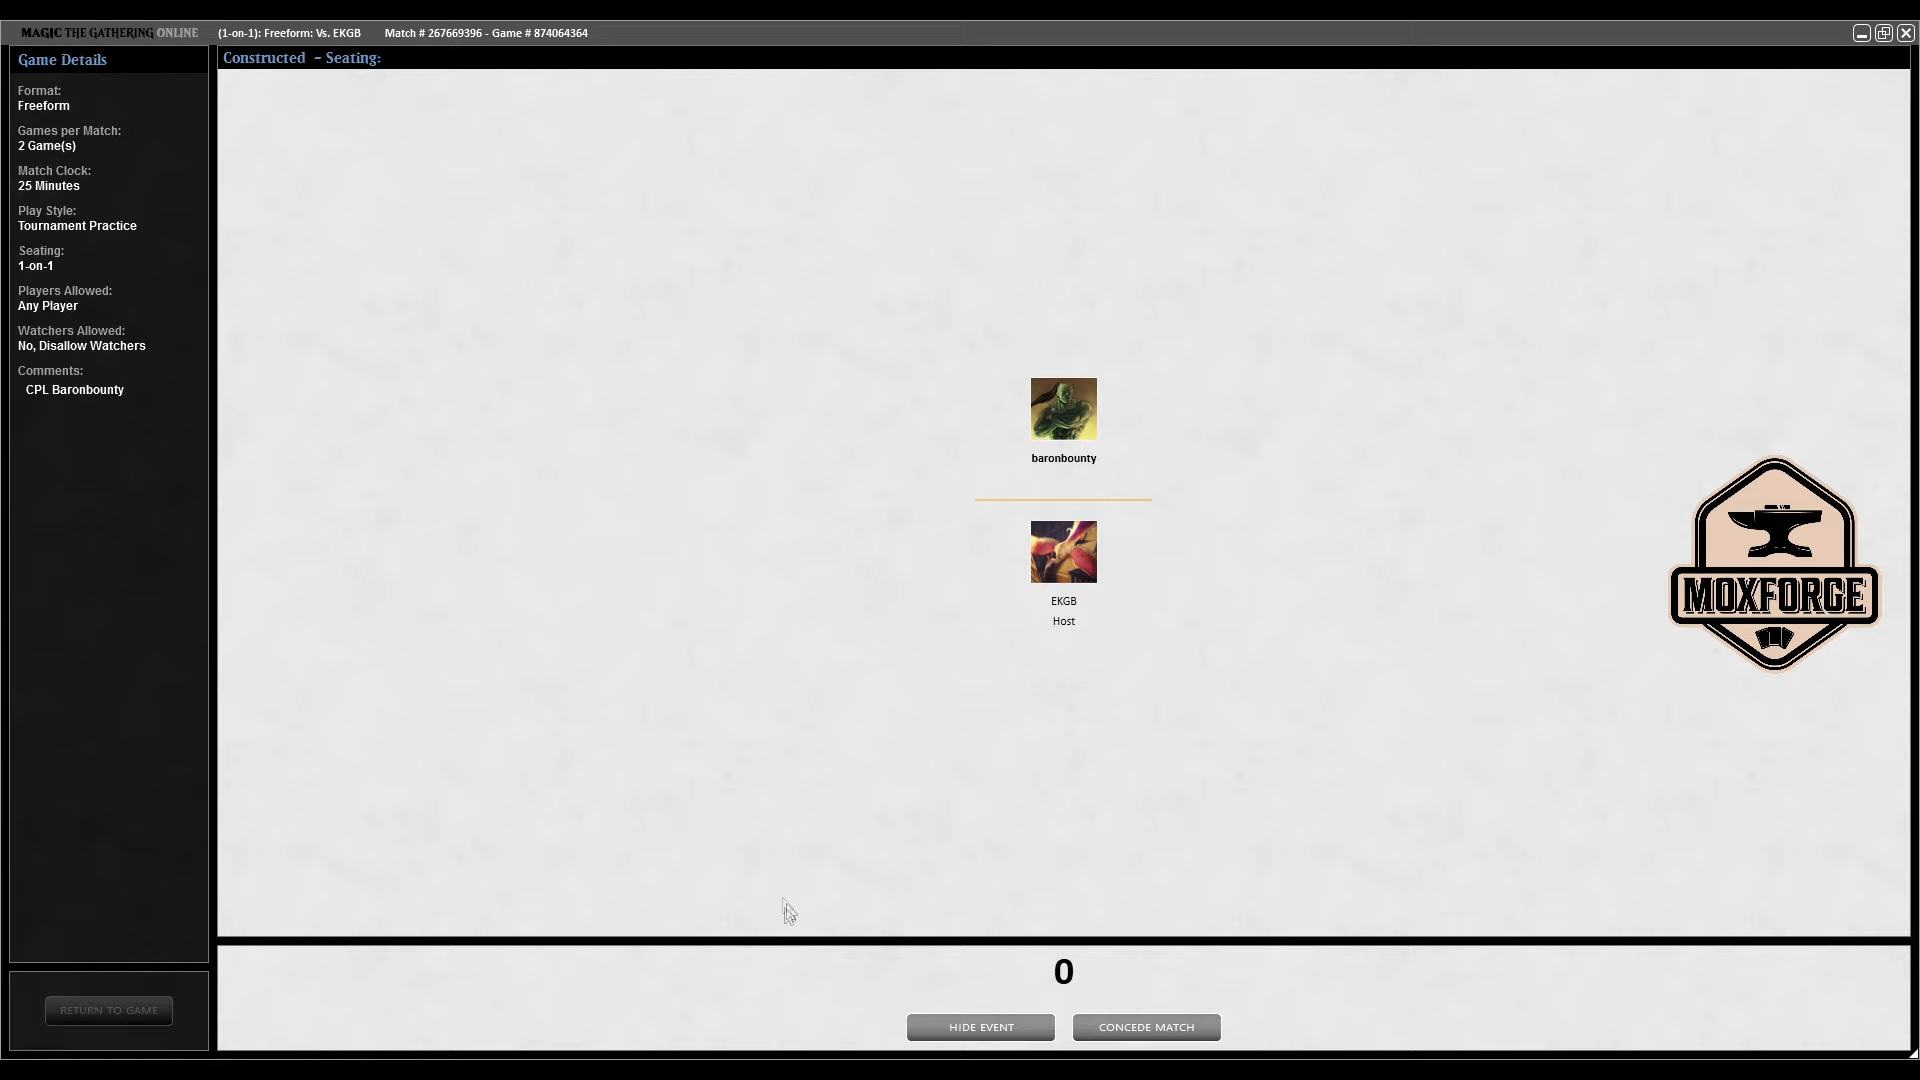 MAGIC THE GATHERING ONLINE (1-on-1): Freeform: Vs. EKGB Match # 267669396 - Game # 874064364
Game Details
Format:
Freeform
Games per Match:
2 Game(s)
Match Clock:
25 Minutes
Play Style:
Tournament Practice
Seating:
1-on-1
Players Allowed:
Any Player
Watchers Allowed:
No, Disallow Watchers
Comments:
CPL Baronbounty
RETURN TO GAME
Constructed ~ Seating:
baronbounty
EKGB
Host
MOXFORGE
0
HIDE EVENT
CONCEDE MATCH